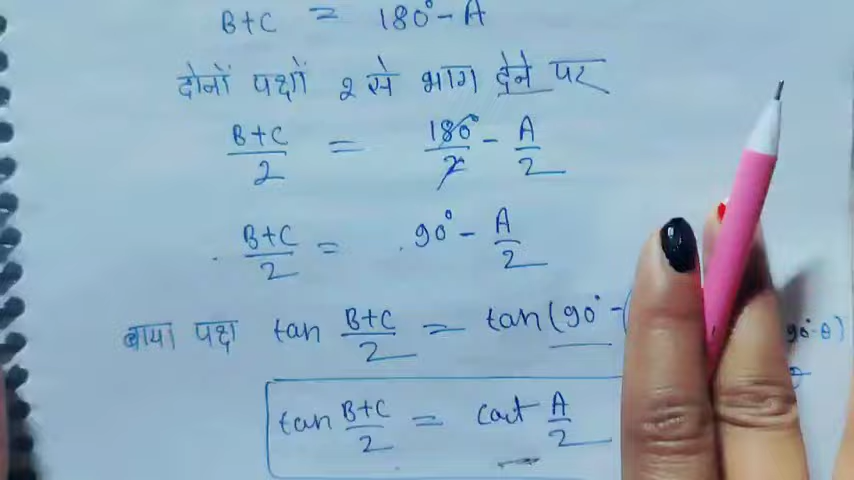 B+C = 180° - A
दोनों पक्षों 2 से भाग देने पर
B+C/2 = 180°/2 - A/2
B+C/2 = 90° - A/2
बाया पक्ष tan B+C/2 = tan (90° - ( 90°-θ)
tan B+C/2 = cot A/2